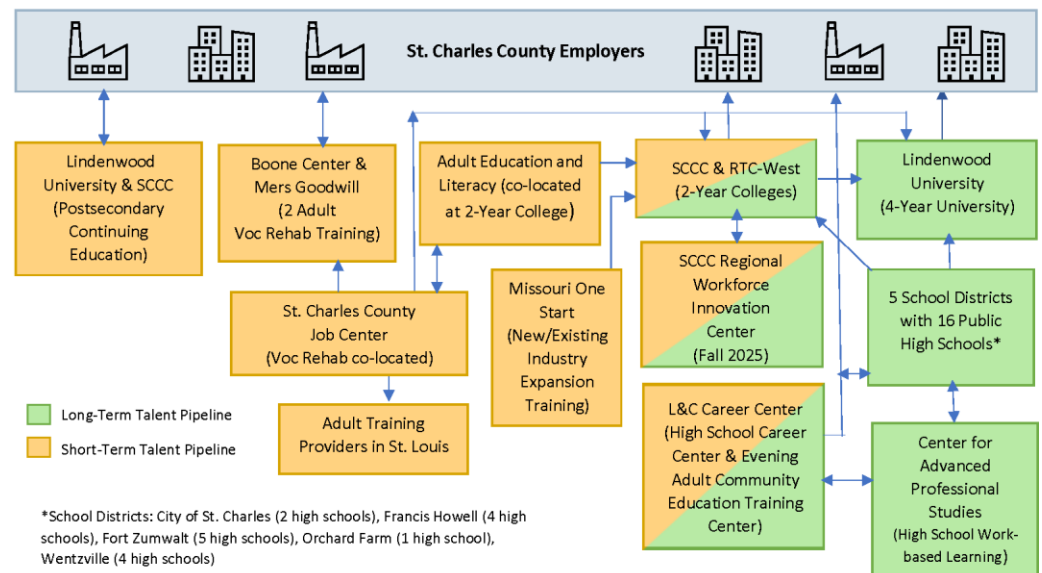 St. Charles County Employers
Lindenwood
University & SCCC
(Postsecondary
Continuing
Education)
Boone Center &
Mers Goodwill
(2 Adult
Voc Rehab Training)
Adult Education and
Literacy (co-located
at 2-Year College)
SCCC & RTC-West
(2-Year Colleges)
Lindenwood
University
(4-Year University)
St. Charles County
Job Center
(Voc Rehab co-located)
Missouri One
Start
(New/Existing
Industry
Expansion
Training)
SCCC Regional
Workforce
Innovation
Center
(Fall 2025)
5 School Districts
with 16 Public
High Schools*
Adult Training
Providers in St. Louis
L&C Career Center
(High School Career
Center & Evening
Adult Community
Education Training
Center)
Center for
Advanced
Professional
Studies
(High School Work-
based Learning)
Long-Term Talent Pipeline
Short-Term Talent Pipeline
*School Districts: City of St. Charles (2 high schools), Francis Howell (4 high
schools), Fort Zumwalt (5 high schools), Orchard Farm (1 high school),
Wentzville (4 high schools)